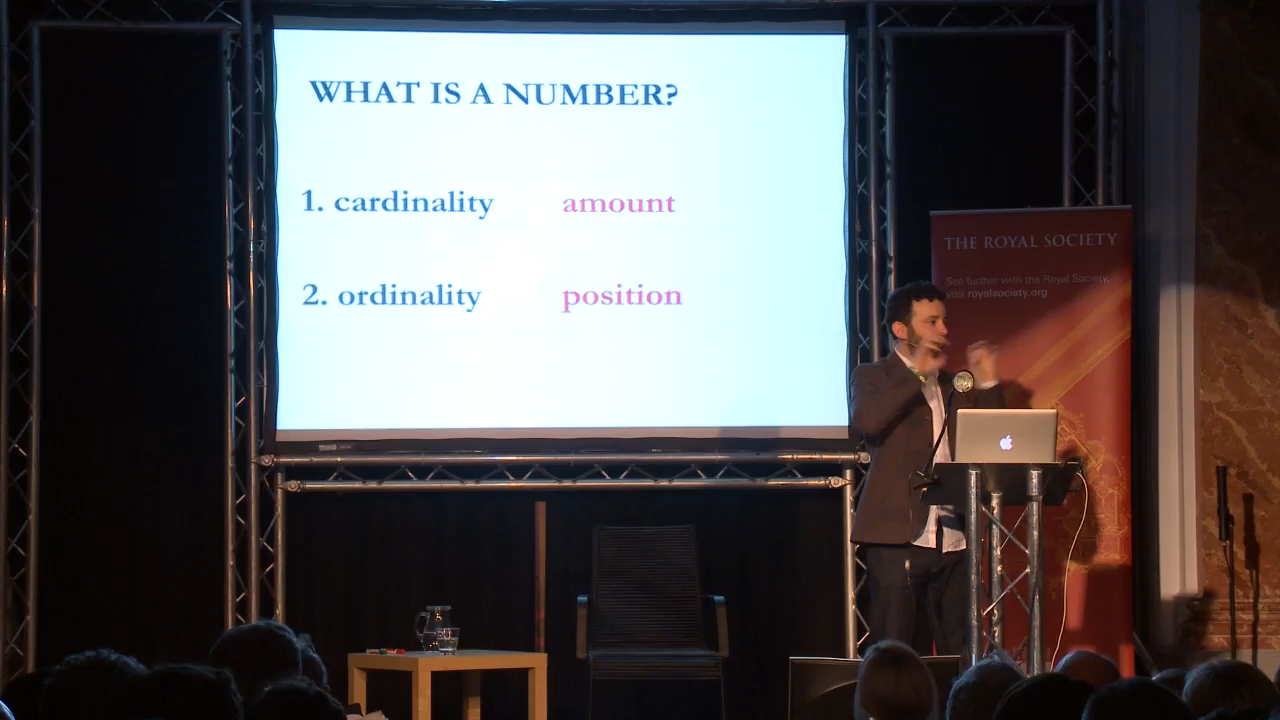 WHAT IS A NUMBER?
1. cardinality amount
2. ordinality position
THE ROYAL SOCIETY
See further with the Royal Society,
visit royalsociety.org